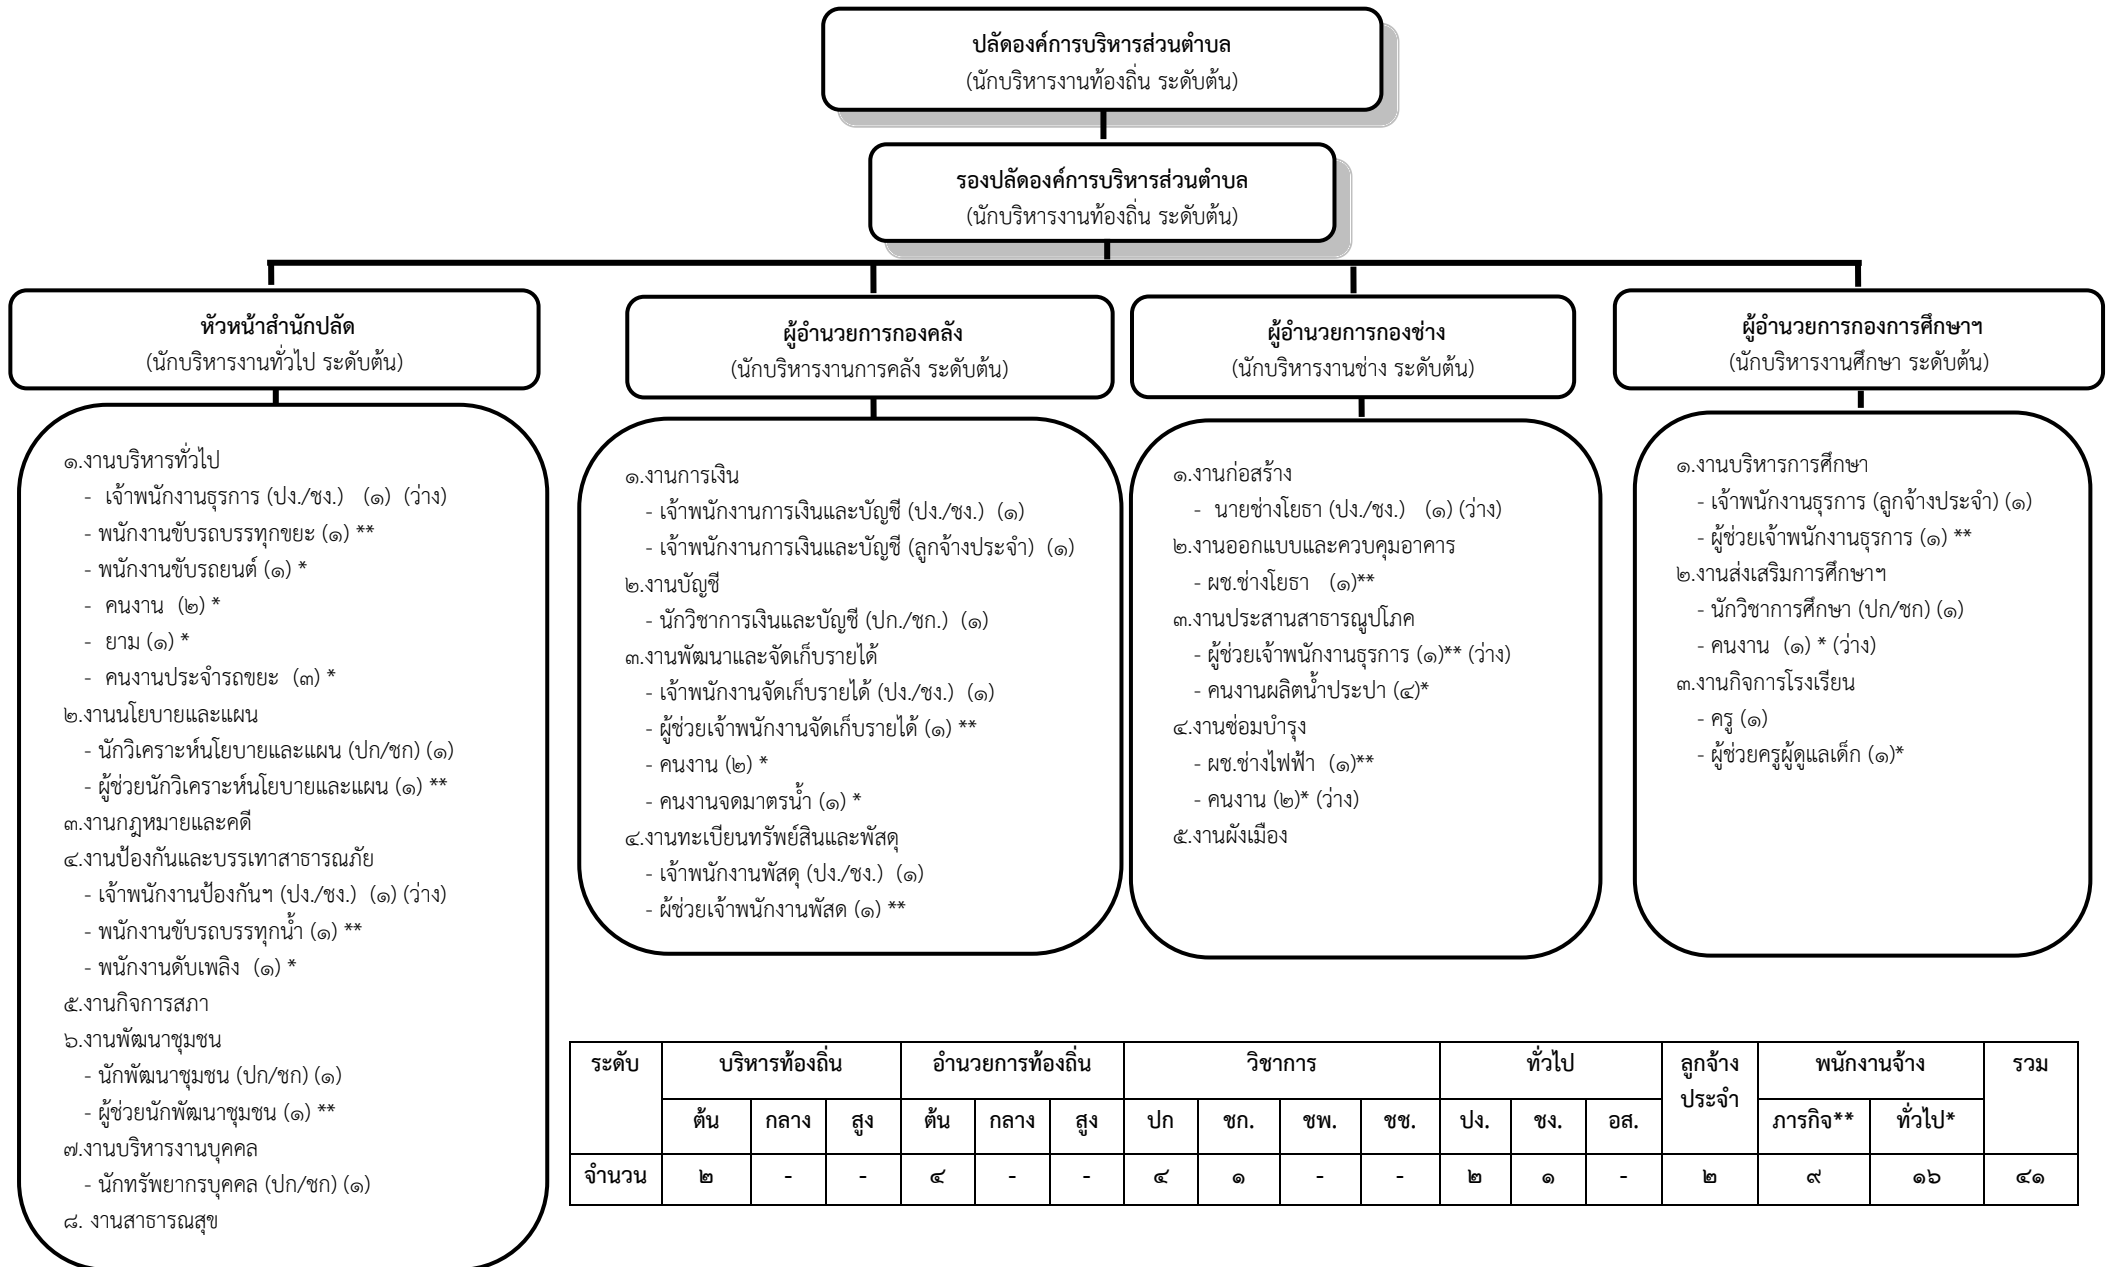 ปลัดองค์การบริหารส่วนตำบล
(นักบริหารงานท้องถิ่น ระดับต้น)
รองปลัดองค์การบริหารส่วนตำบล
(นักบริหารงานท้องถิ่น ระดับต้น)
หัวหน้าสำนักปลัด
(นักบริหารงานทั่วไป ระดับต้น)
๑.งานบริหารทั่วไป
- เจ้าพนักงานธุรการ (ปง./ชง.) (๑) (ว่าง)
- พนักงานขับรถบรรทุกขยะ (๑) **
- พนักงานขับรถยนต์ (๑) *
- คนงาน (๒) *
- ยาม (๑) *
- คนงานประจำรถขยะ (๓) *
๒.งานนโยบายและแผน
- นักวิเคราะห์นโยบายและแผน (ปก/ชก) (๑)
- ผู้ช่วยนักวิเคราะห์นโยบายและแผน (๑) **
๓.งานกฎหมายและคดี
๔.งานป้องกันและบรรเทาสาธารณภัย
- เจ้าพนักงานป้องกันฯ (ปง./ชง.) (๑) (ว่าง)
- พนักงานขับรถบรรทุกน้ำ (๑) **
- พนักงานดับเพลิง (๑) *
๕.งานกิจการสภา
๖.งานพัฒนาชุมชน
- นักพัฒนาชุมชน (ปก/ชก) (๑)
- ผู้ช่วยนักพัฒนาชุมชน (๑) **
๗.งานบริหารงานบุคคล
- นักทรัพยากรบุคคล (ปก/ชก) (๑)
๘. งานสาธารณสุข
ผู้อำนวยการกองคลัง
(นักบริหารงานการคลัง ระดับต้น)
๑.งานการเงิน
- เจ้าพนักงานการเงินและบัญชี (ปง./ชง.) (๑)
- เจ้าพนักงานการเงินและบัญชี (ลูกจ้างประจำ) (๑)
๒.งานบัญชี
- นักวิชาการเงินและบัญชี (ปก./ชก.) (๑)
๓.งานพัฒนาและจัดเก็บรายได้
- เจ้าพนักงานจัดเก็บรายได้ (ปง./ชง.) (๑)
- ผู้ช่วยเจ้าพนักงานจัดเก็บรายได้ (๑) **
- คนงาน (๒) *
- คนงานจดมาตรน้ำ (๑) *
๔.งานทะเบียนทรัพย์สินและพัสดุ
- เจ้าพนักงานพัสดุ (ปง./ชง.) (๑)
- ผ้ช่วยเจ้าพนักงานพัสด (๑) **
ผู้อำนวยการกองช่าง
(นักบริหารงานช่าง ระดับต้น)
๑.งานก่อสร้าง
- นายช่างโยธา (ปง./ชง.) (๑) (ว่าง)
๒.งานออกแบบและควบคุมอาคาร
- ผช.ช่างโยธา (๑)**
๓.งานประสานสาธารณูปโภค
- ผู้ช่วยเจ้าพนักงานธุรการ (๑)** (ว่าง)
- คนงานผลิตน้ำประปา (๔)*
๔.งานซ่อมบำรุง
- ผช.ช่างไฟฟ้า (๑)**
- คนงาน (๒)* (ว่าง)
๕.งานผังเมือง
ผู้อำนวยการกองการศึกษาฯ
(นักบริหารงานศึกษา ระดับต้น)
๑.งานบริหารการศึกษา
- เจ้าพนักงานธุรการ (ลูกจ้างประจำ) (๑)
- ผู้ช่วยเจ้าพนักงานธุรการ (๑) **
๒.งานส่งเสริมการศึกษาฯ
- นักวิชาการศึกษา (ปก/ชก) (๑)
- คนงาน (๑) * (ว่าง)
๓.งานกิจการโรงเรียน
- ครู (๑)
- ผู้ช่วยครูผู้ดูแลเด็ก (๑)*
ระดับ บริหารท้องถิ่น อำนวยการท้องถิ่น วิชาการ ทั่วไป ลูกจ้าง พนักงานจ้าง รวม
ประจำ
ต้น กลาง สูง ต้น กลาง สูง ปก ชก. ชพ. ชช. ปง. ชง. อส. ภารกิจ** ทั่วไป*
จำนวน ๒ - - ๔ - - ๔ ๑ - - ๒ ๑ - ๒ ๙ ๑๖ ๔๑